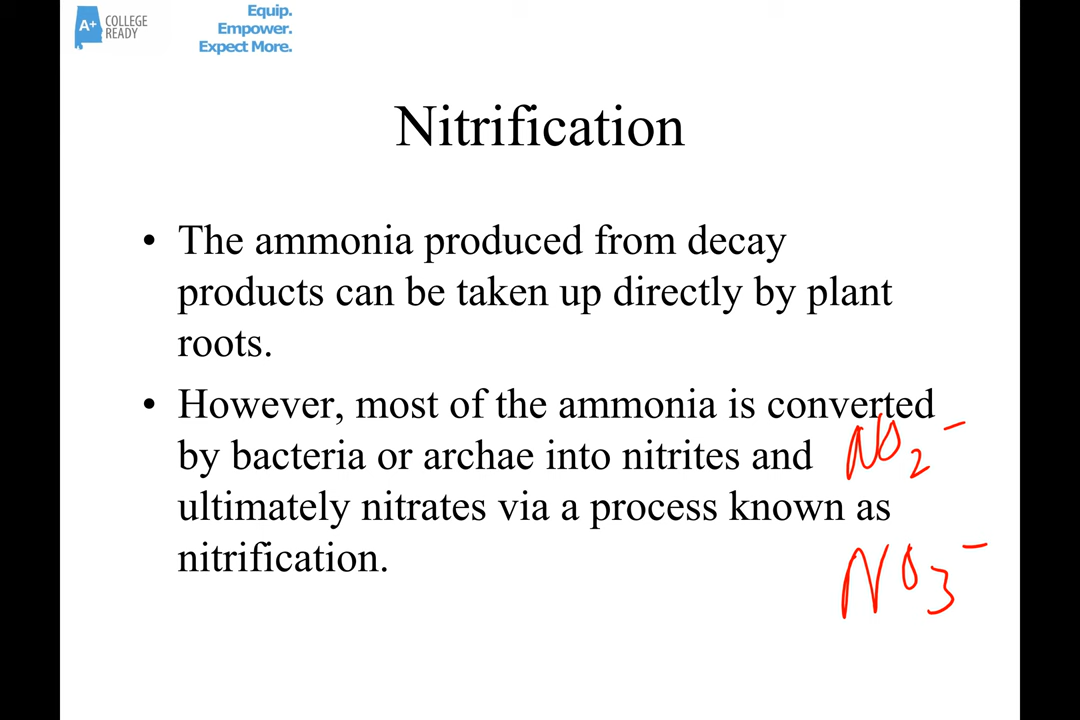 A+ COLLEGE
READY
Equip.
Empower.
Expect More.
Nitrification
• The ammonia produced from decay
products can be taken up directly by plant
roots.
• However, most of the ammonia is converted
by bacteria or archae into nitrites and
NO2-
ultimately nitrates via a process known as
nitrification.
NO3-